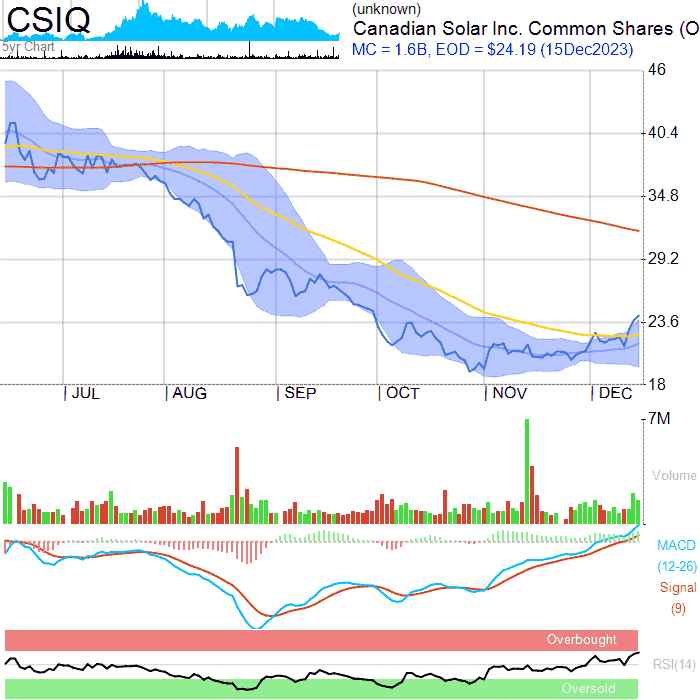 CSIQ
5yr Chart
(unknown)
Canadian Solar Inc. Common Shares (O
MC = 1.6B, EOD = $24.19 (15Dec2023)
46
40.4
34.8
29.2
23.6
18
JUL
AUG
SEP
OCT
NOV
DEC
7M
Volume
MACD
(12-26)
Signal
(9)
Overbought
RSI(14)
Oversold